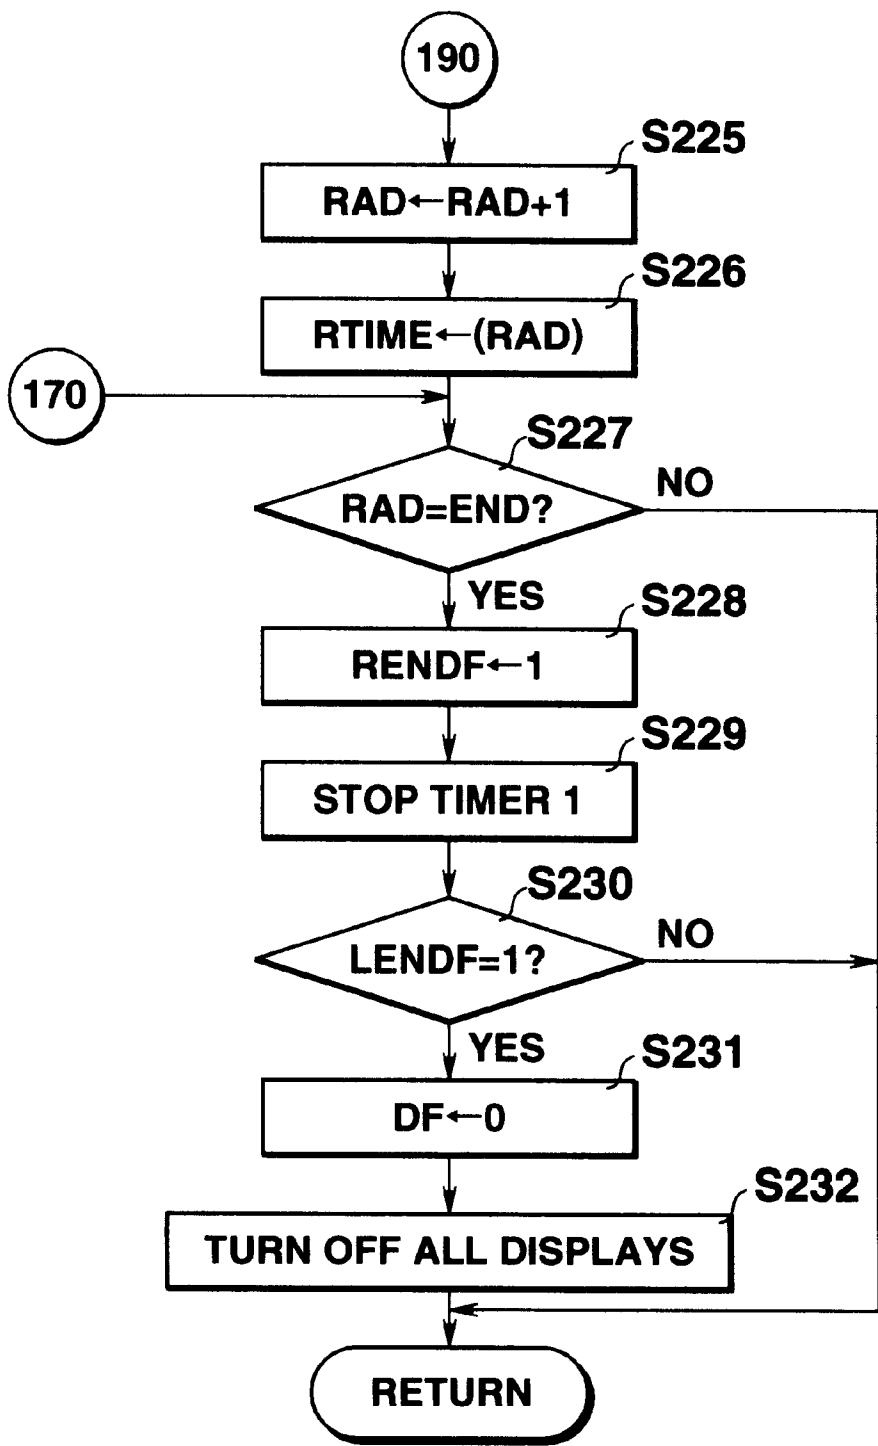 190
S225
RAD←RAD+1
S226
RTIME←(RAD)
170
S227
RAD=END?
NO
YES
S228
RENDF←1
S229
STOP TIMER 1
S230
LENDF=1?
NO
YES
S231
DF←0
S232
TURN OFF ALL DISPLAYS
RETURN